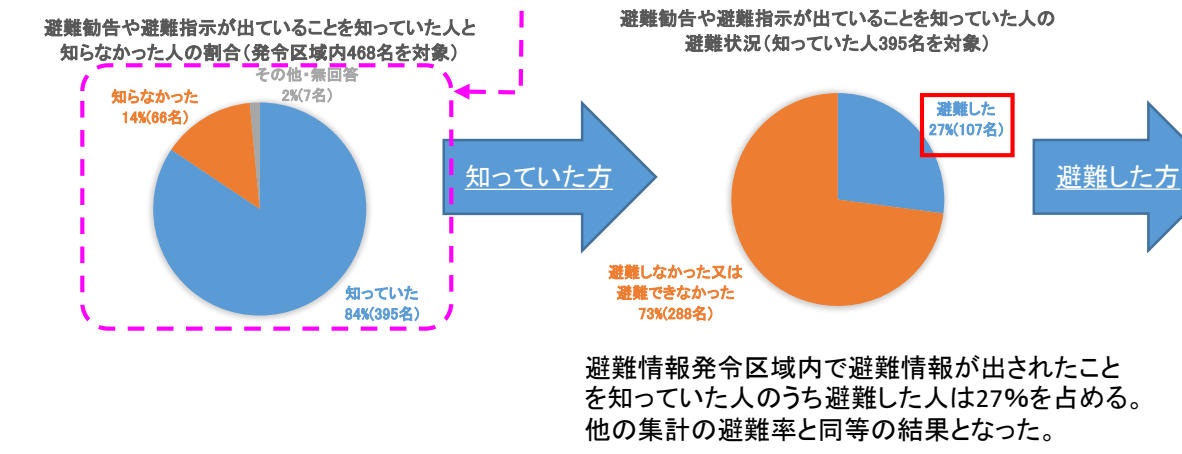 避難勧告や避難指示が出ていることを知っていた人と
知らなかった人の割合(発令区域内468名を対象)
その他・無回答
2%(7名)
知らなかった
14%(66名)
知っていた
84%(395名)
知っていた方
避難勧告や避難指示が出ていることを知っていた人の
避難状況(知っていた人395名を対象)
避難した
27%(107名)
避難しなかった又は
避難できなかった
73%(288名)
避難した方
避難情報発令区域内で避難情報が出されたこと
を知っていた人のうち避難した人は27%を占める。
他の集計の避難率と同等の結果となった。